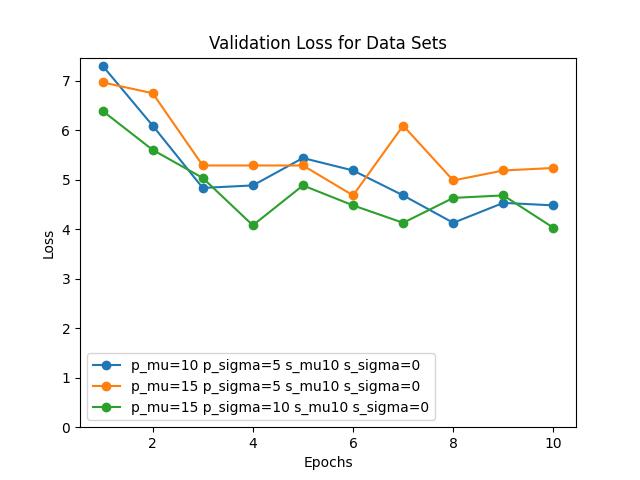 Validation Loss for Data Sets
Loss
7
6
5
4
3
2
1
0
p_mu=10 p_sigma=5 s_mu10 s_sigma=0
p_mu=15 p_sigma=5 s_mu10 s_sigma=0
p_mu=15 p_sigma=10 s_mu10 s_sigma=0
2 4 6 8 10
Epochs